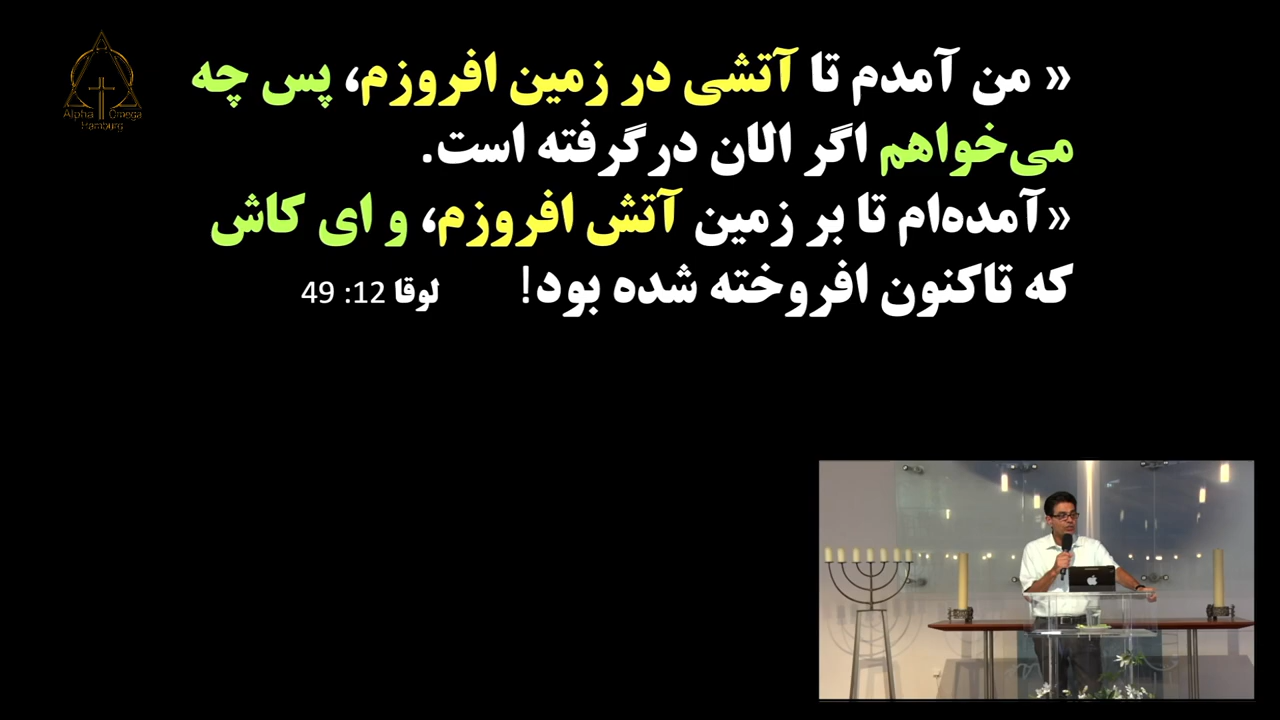 « من آمدم تا آتشی در زمین افروزم، پس چه
می‌خواهم اگر الان درگرفته است.
«آمده‌ام تا بر زمین آتش افروزم، و ای کاش
که تاکنون افروخته شده بود! لوقا 12: 49
Alpha Omega
Hamburg